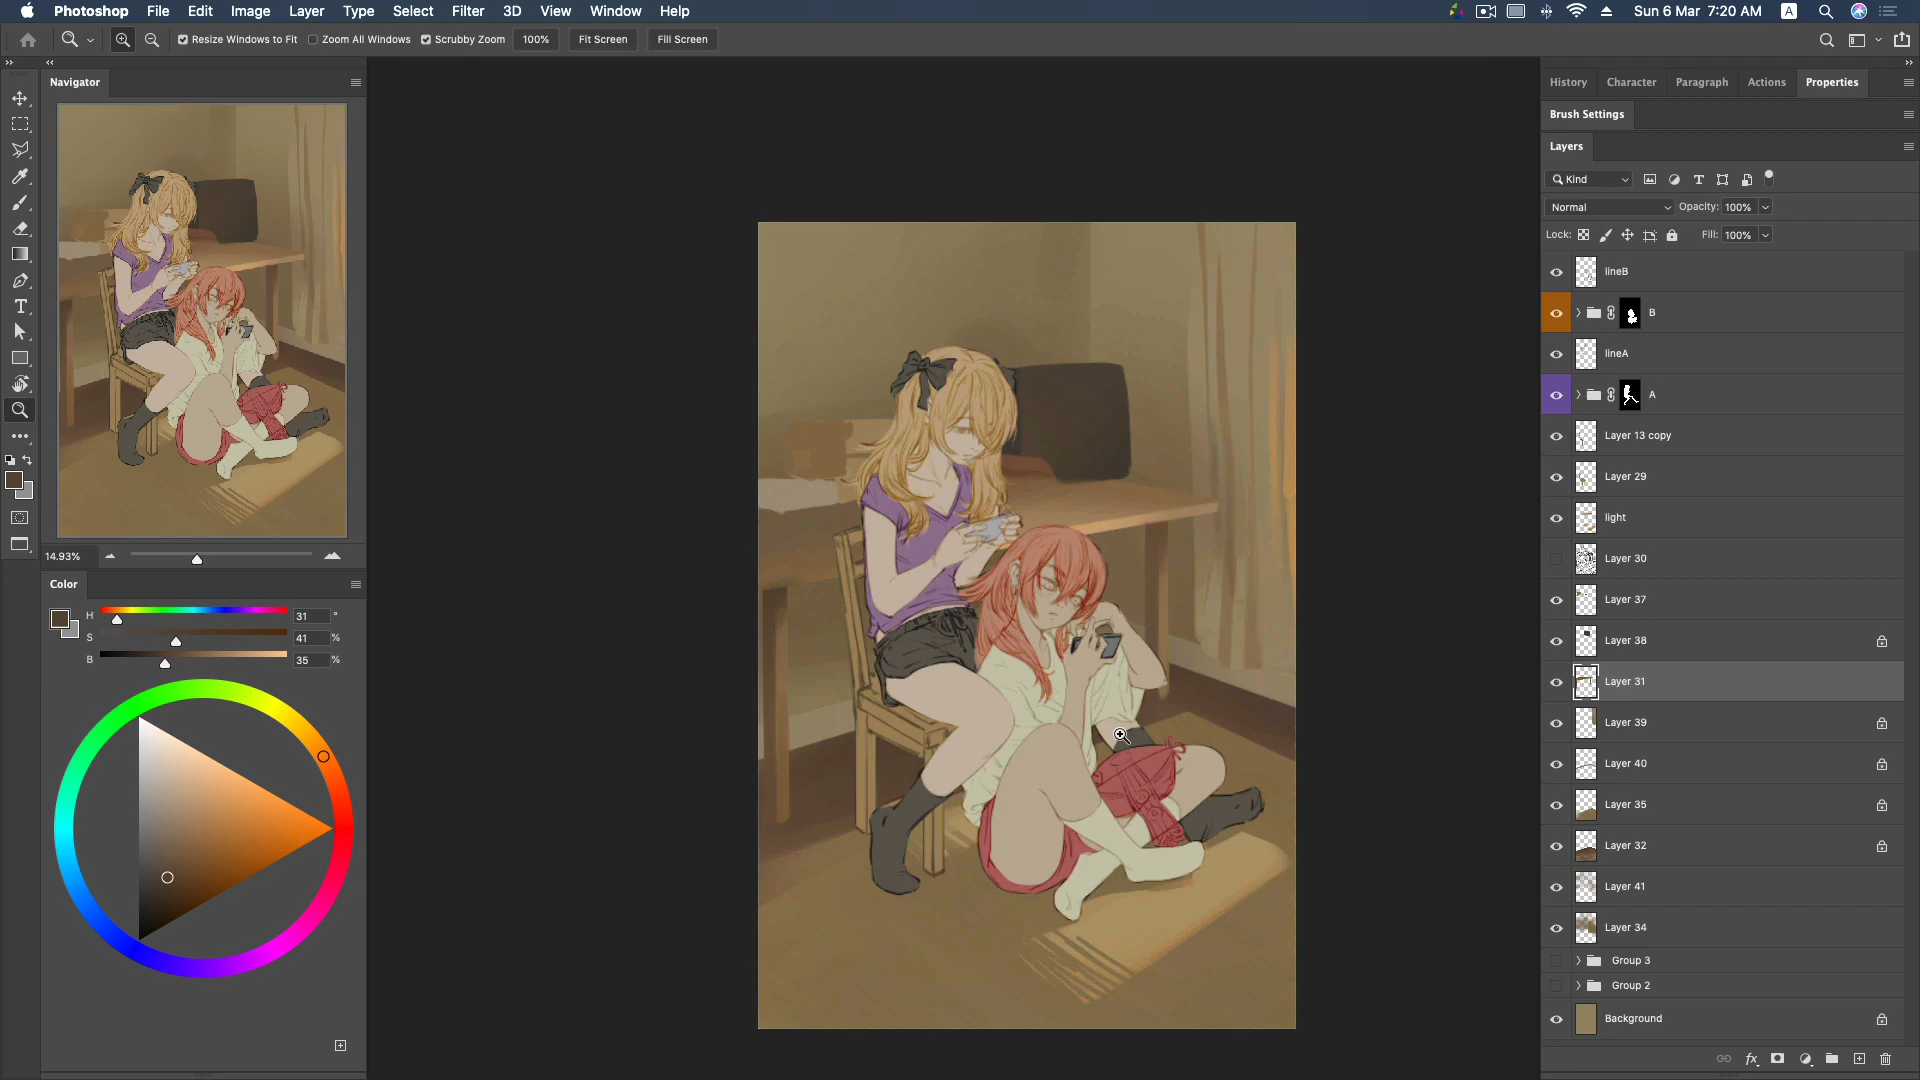 Photoshop File Edit Image Layer Type Select Filter 3D View Window Help
Sun 6 Mar 7:20 AM A
Resize Windows to Fit Zoom All Windows Scrubby Zoom 100% Fit Screen Fill Screen
Navigator
14.93%
Color
H 31 °
S 41 %
B 35 %
History Character Paragraph Actions Properties
Brush Settings
Layers
Kind
Normal Opacity: 100%
Lock: Fill: 100%
lineB
B
lineA
A
Layer 13 copy
Layer 29
light
Layer 30
Layer 37
Layer 38
Layer 31
Layer 39
Layer 40
Layer 35
Layer 32
Layer 41
Layer 34
Group 3
Group 2
Background
fx